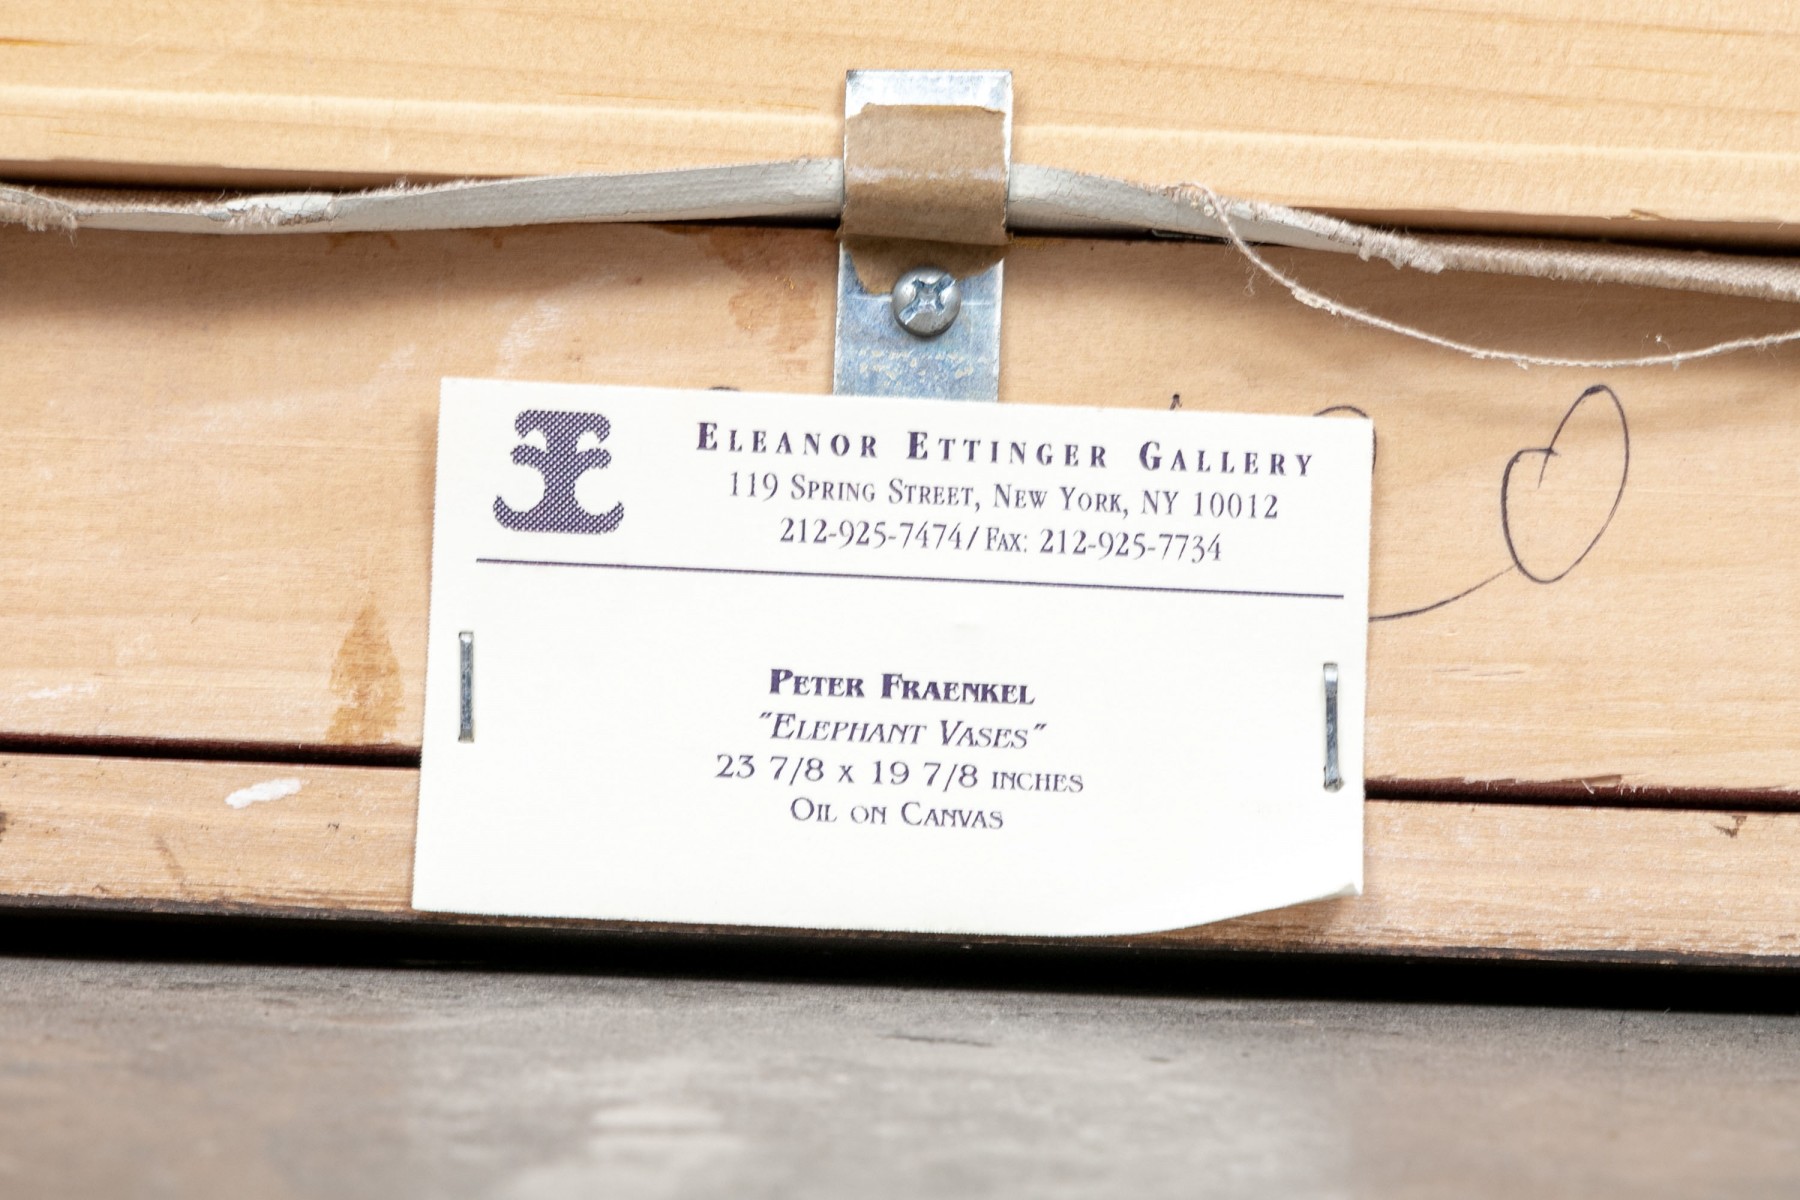 ELEANOR ETTINGER GALLERY
119 SPRING STREET, NEW YORK, NY 10012
212-925-7474/ FAX: 212-925-7734
PETER FRAENKEL
"ELEPHANT VASES"
23 7/8 X 19 7/8 INCHES
OIL ON CANVAS